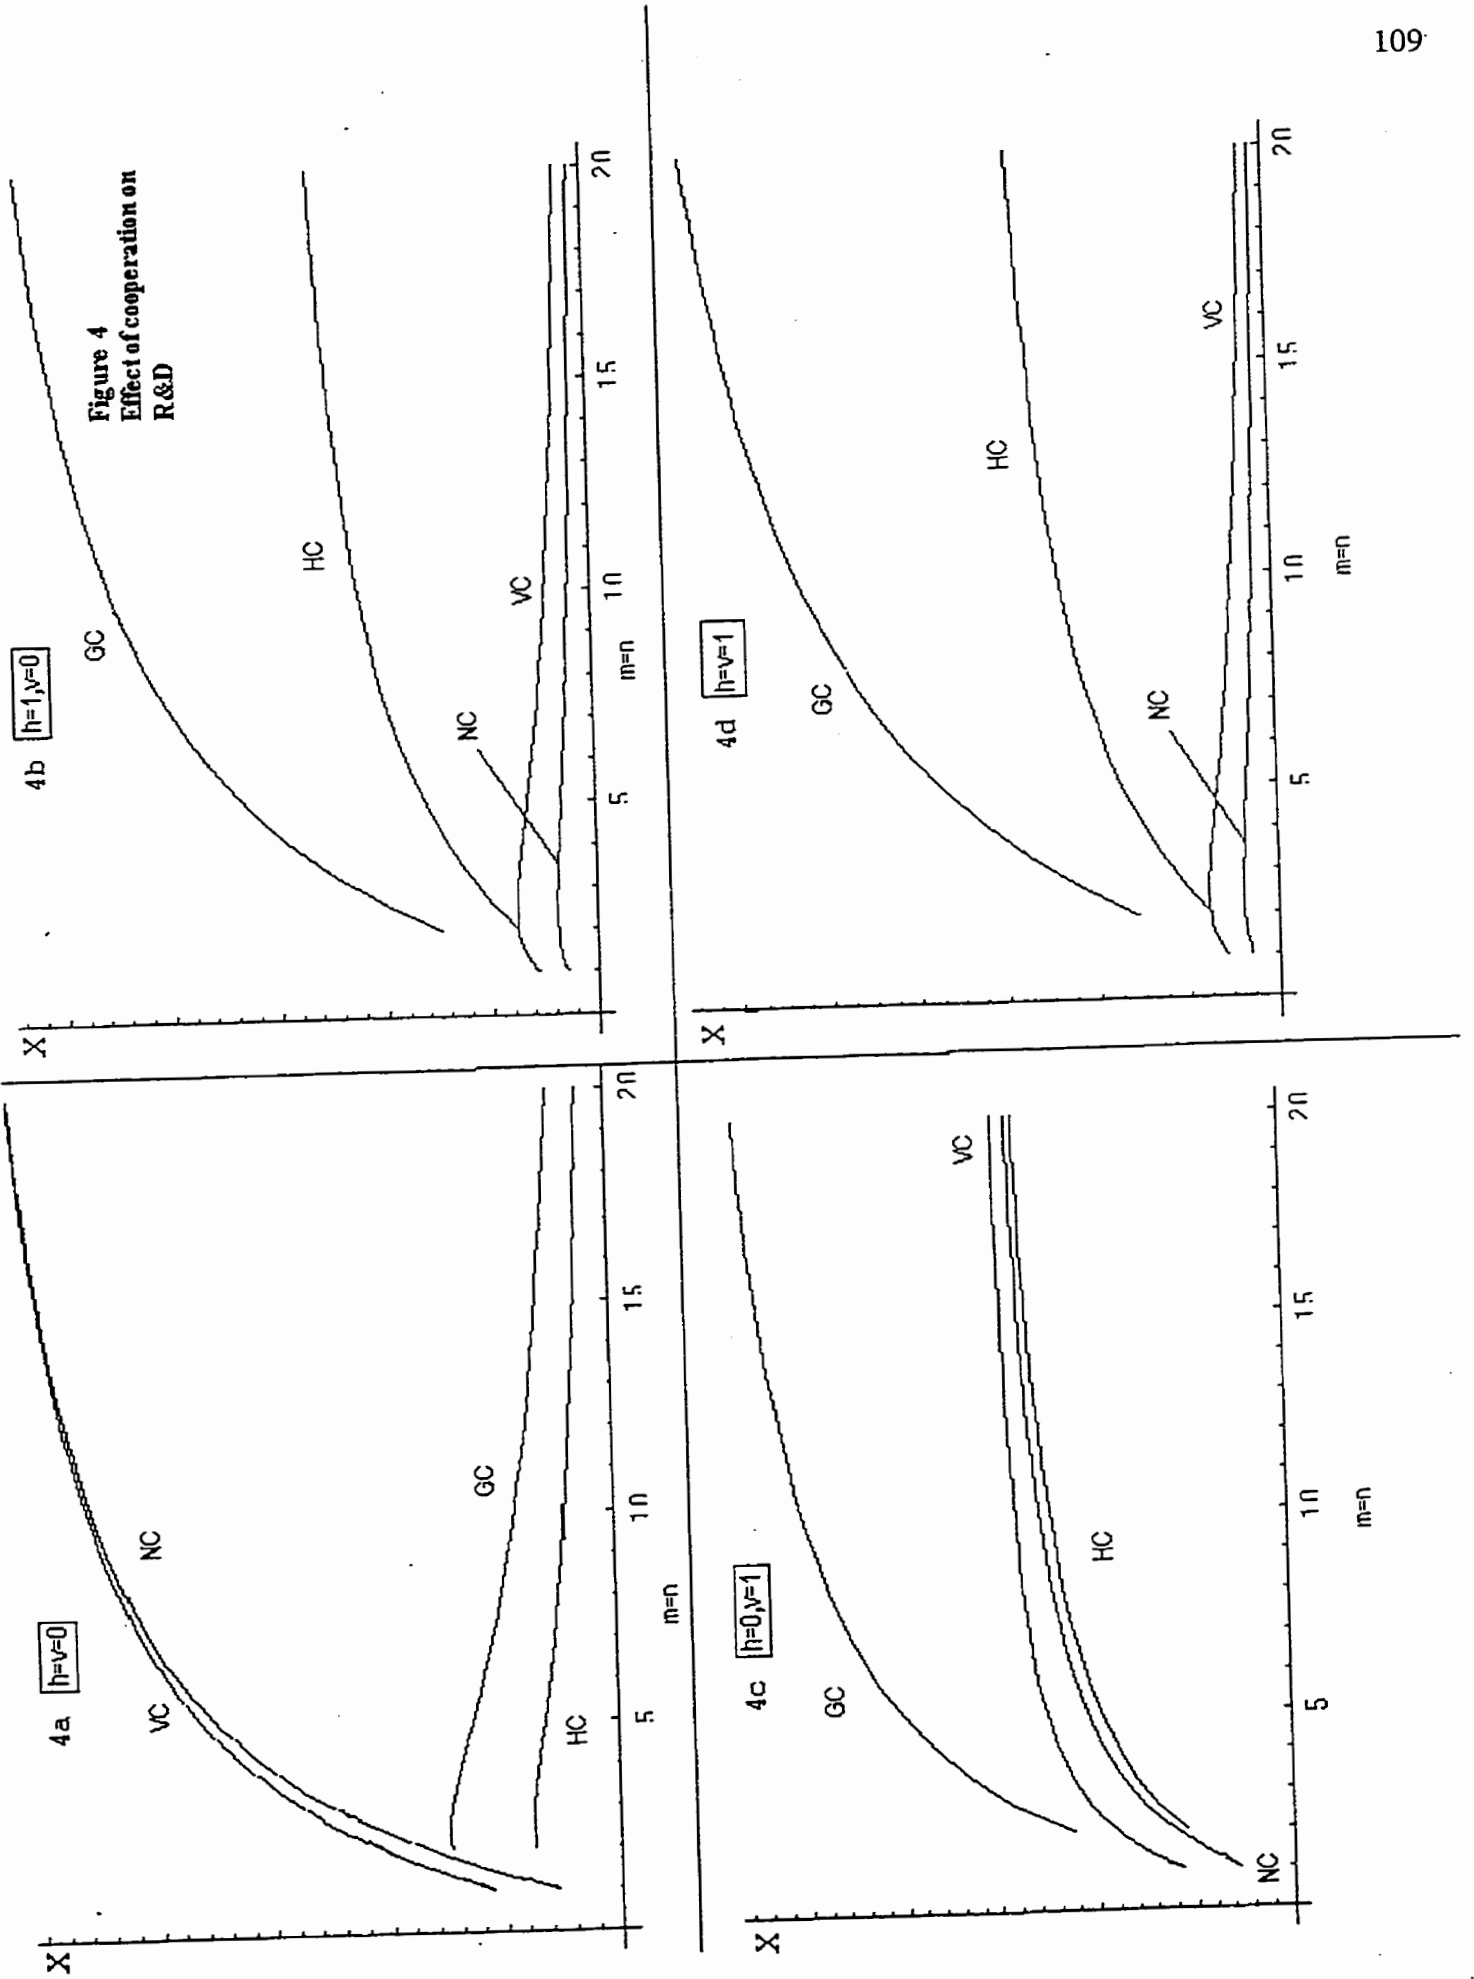 109
Figure 4
Effect of cooperation on
R&D
4a h=v=0
X
VC
NC
GC
HC
5
10
15
20
m=n
4b h=1,v=0
X
GC
HC
NC
VC
5
10
15
20
m=n
4c h=0,v=1
X
GC
VC
HC
NC
5
10
15
20
m=n
4d h=v=1
X
GC
HC
NC
VC
5
10
15
20
m=n